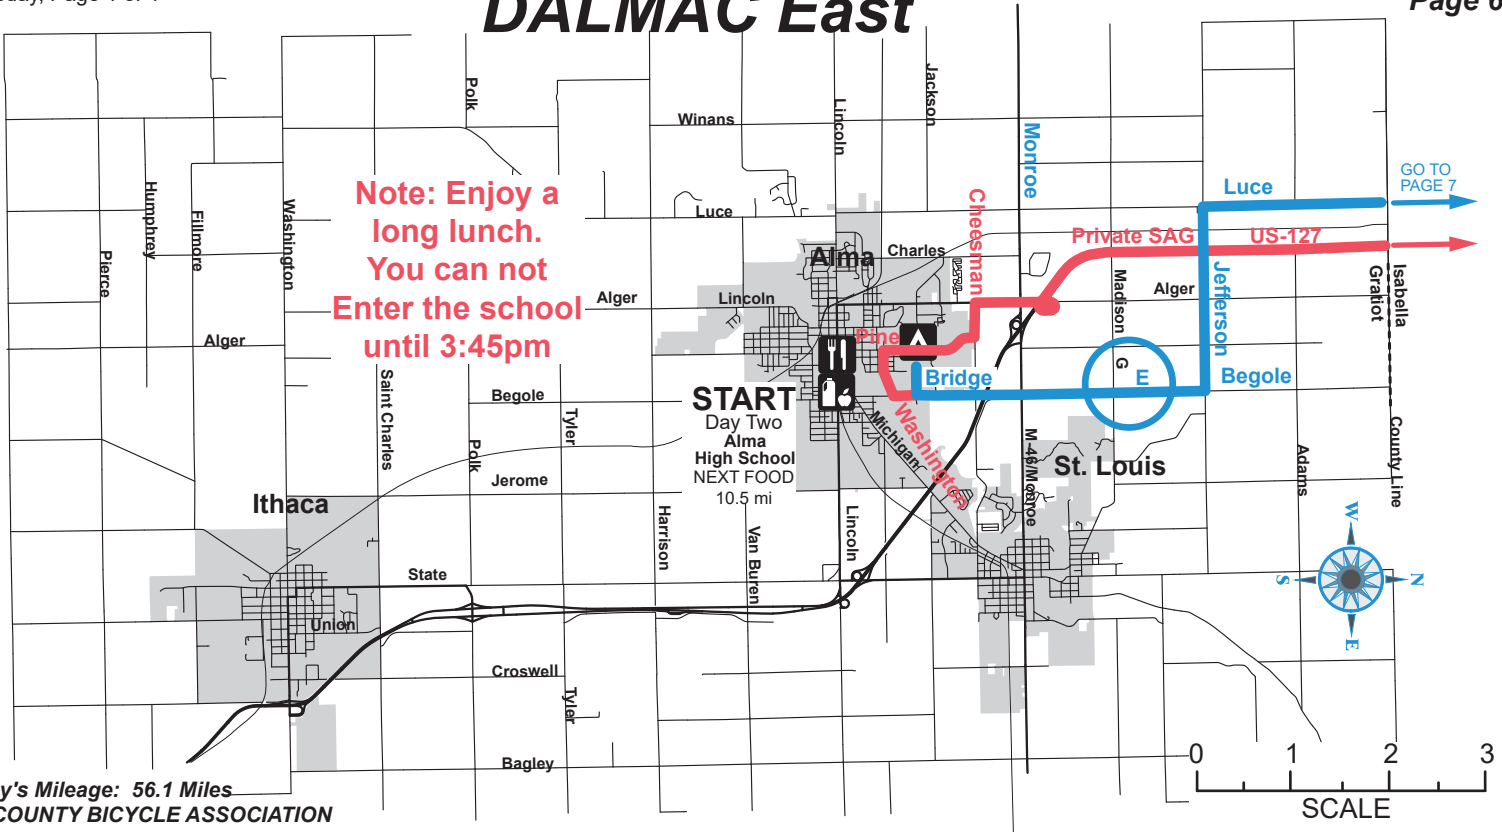 DALMAC East
Page 6
Polk
Jackson
Lincoln
Winans
Monroe
Note: Enjoy a
long lunch.
You can not
Enter the school
until 3:45pm
Humphrey
Fillmore
Washington
Pierce
Luce
Cheesman
Luce
GO TO
PAGE 7
Private SAG
US-127
Alma
Charles
Isabella
Gratiot
Madison
Alger
Jefferson
Alger
Lincoln
Alger
Pine
G
Bridge
E
Begole
Saint Charles
Begole
Tyler
START
Day Two
Alma
High School
NEXT FOOD
10.5 mi
Michigan
Washington
M-46/Monroe
St. Louis
Adams
County Line
Polk
Jerome
Ithaca
Harrison
Van Buren
Lincoln
State
Union
W
S
N
E
Croswell
Tyler
Bagley
0 1 2 3
SCALE
y's Mileage: 56.1 Miles
COUNTY BICYCLE ASSOCIATION